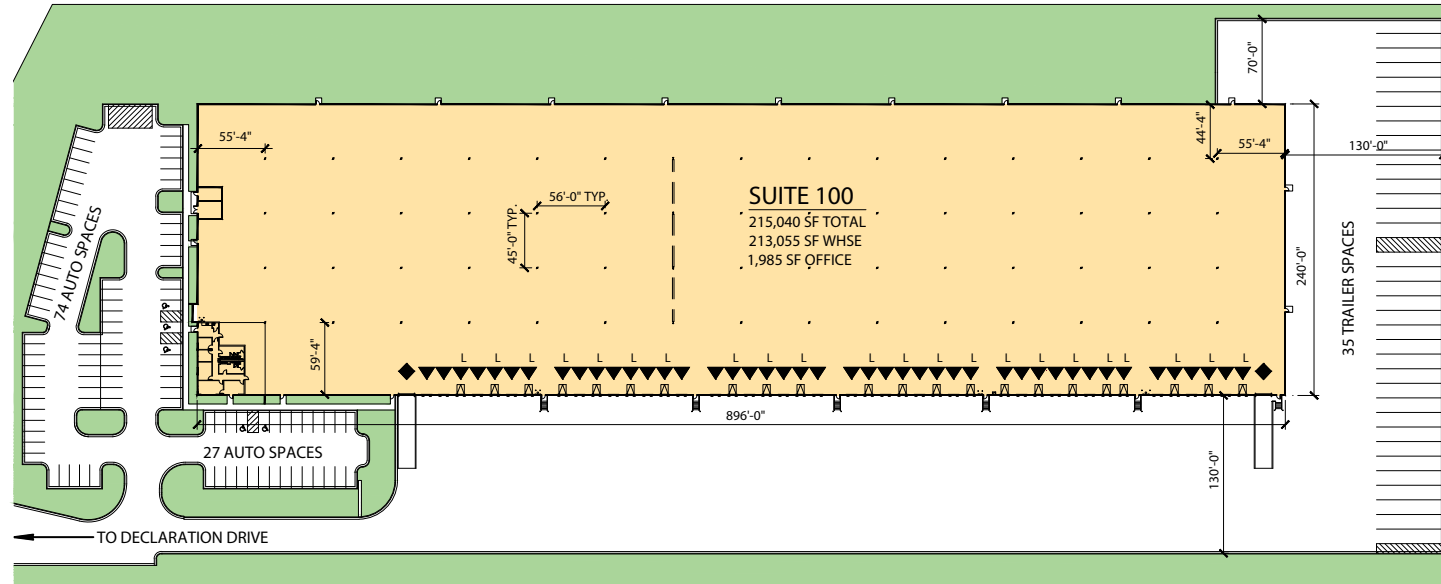 70'-0"
55'-4"
44'-4"
55'-4"
130'-0"
56'-0" TYP.
45'-0" TYP.
SUITE 100
215,040 SF TOTAL
213,055 SF WHSE
1,985 SF OFFICE
74 AUTO SPACES
240'-0"
35 TRAILER SPACES
59'-4"
L L L L L L L L L L L L L L L L L L L L L L
896'-0"
27 AUTO SPACES
130'-0"
TO DECLARATION DRIVE